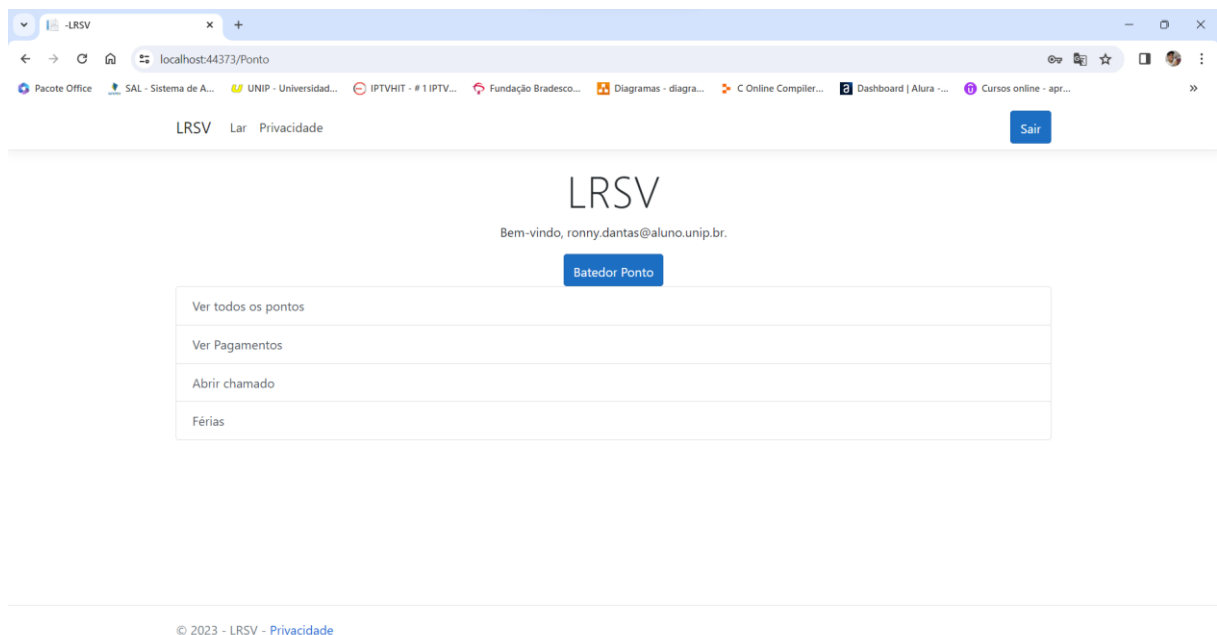 -LRSV
localhost:44373/Ponto
Pacote Office SAL - Sistema de A... UNIP - Universidad... IPTVHIT - # 1 IPTV... Fundação Bradesco... Diagramas - diagra... C Online Compiler... Dashboard | Alura -... Cursos online - apr... »
LRSV Lar Privacidade Sair
LRSV
Bem-vindo, ronny.dantas@aluno.unip.br.
Batedor Ponto
Ver todos os pontos
Ver Pagamentos
Abrir chamado
Férias
© 2023 - LRSV - Privacidade